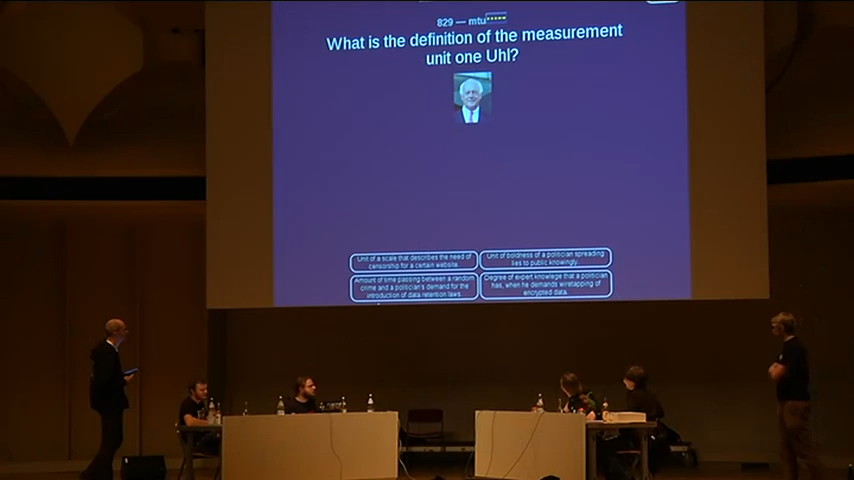 829 — mtu
What is the definition of the measurement
unit one Uhl?
Unit of a scale that describes the need of
censorship for a certain website.
Unit of boldness of a politician spreading
lies to public knowingly.
Amount of time passing between a random
crime and a politician's demand for the
introduction of data retention laws.
Degree of expert knowlege that a politician
has, when he demands wiretapping of
encrypted data.